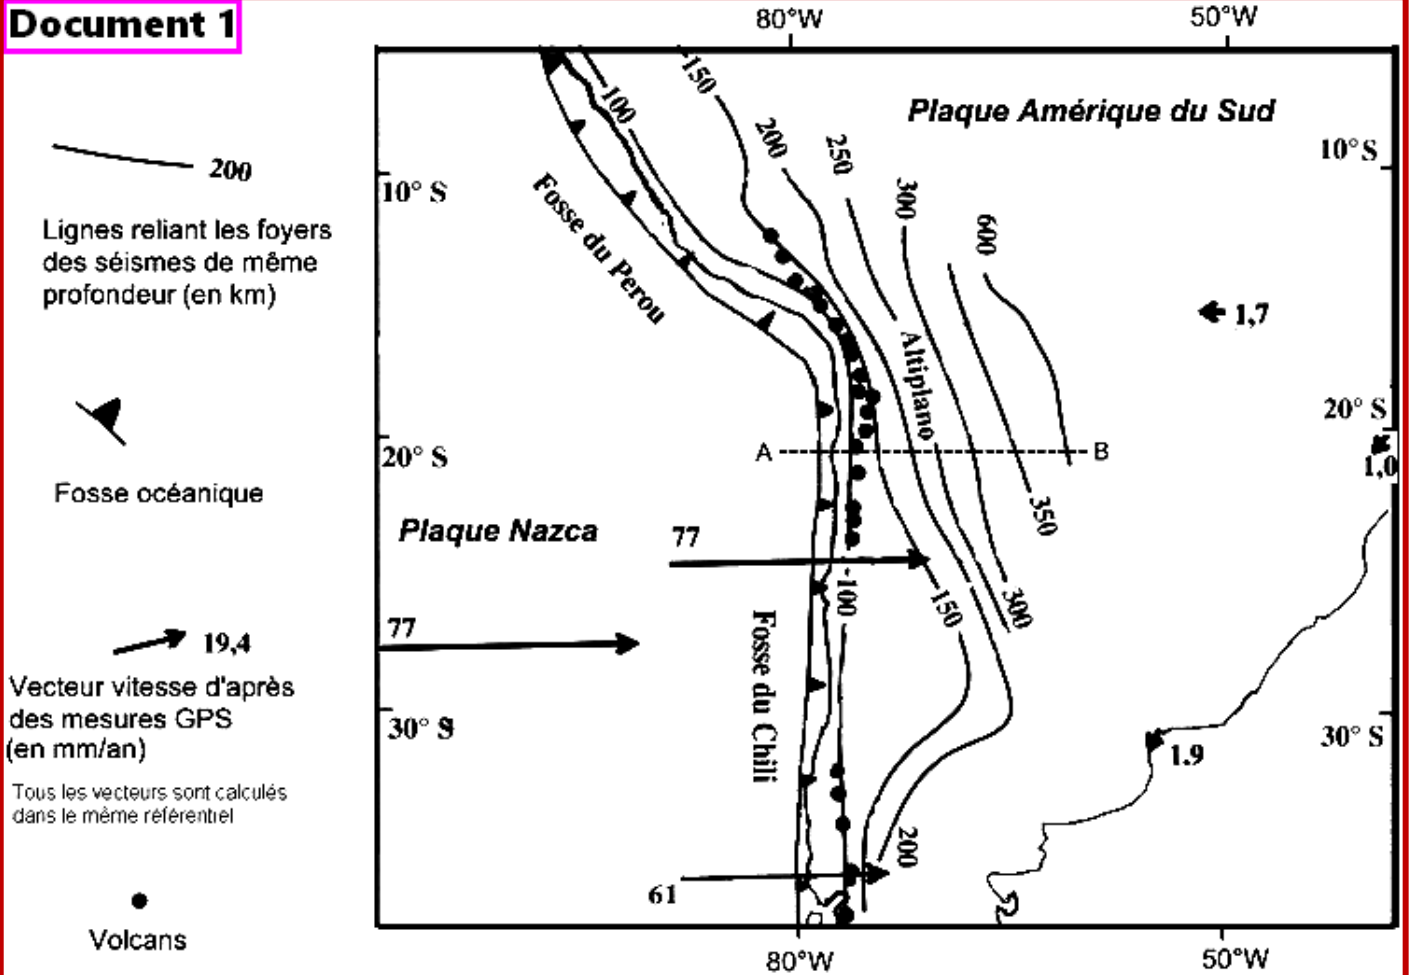 Document 1
80°W
50°W
200
Lignes reliant les foyers
des séismes de même
profondeur (en km)
Fosse océanique
19,4
Vecteur vitesse d'après
des mesures GPS
(en mm/an)
Tous les vecteurs sont calculés
dans le même référentiel
Volcans
Plaque Amérique du Sud
150
100
200
250
300
600
10° S
10°S
Fosse du Perou
1,7
Altiplano
20° S
20° S
A
B
1,0
350
Plaque Nazca
77
100
150
300
77
Fosse du Chili
30° S
30° S
1.9
200
61
80°W
50°W